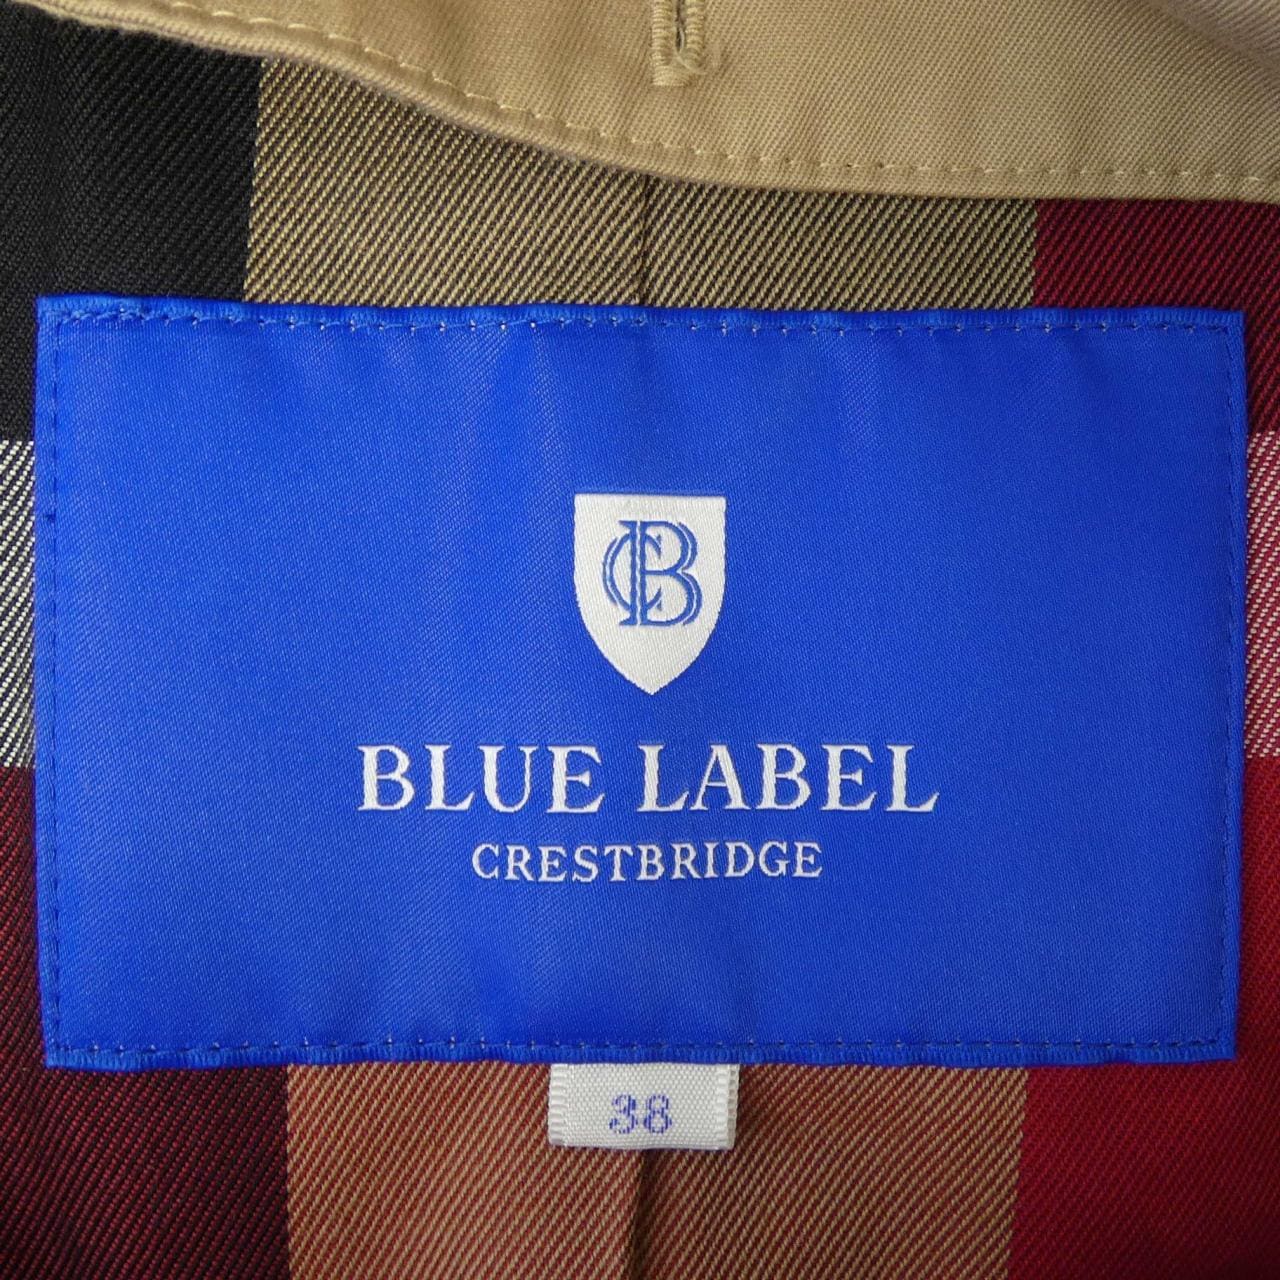 CB
BLUE LABEL
CRESTBRIDGE
38